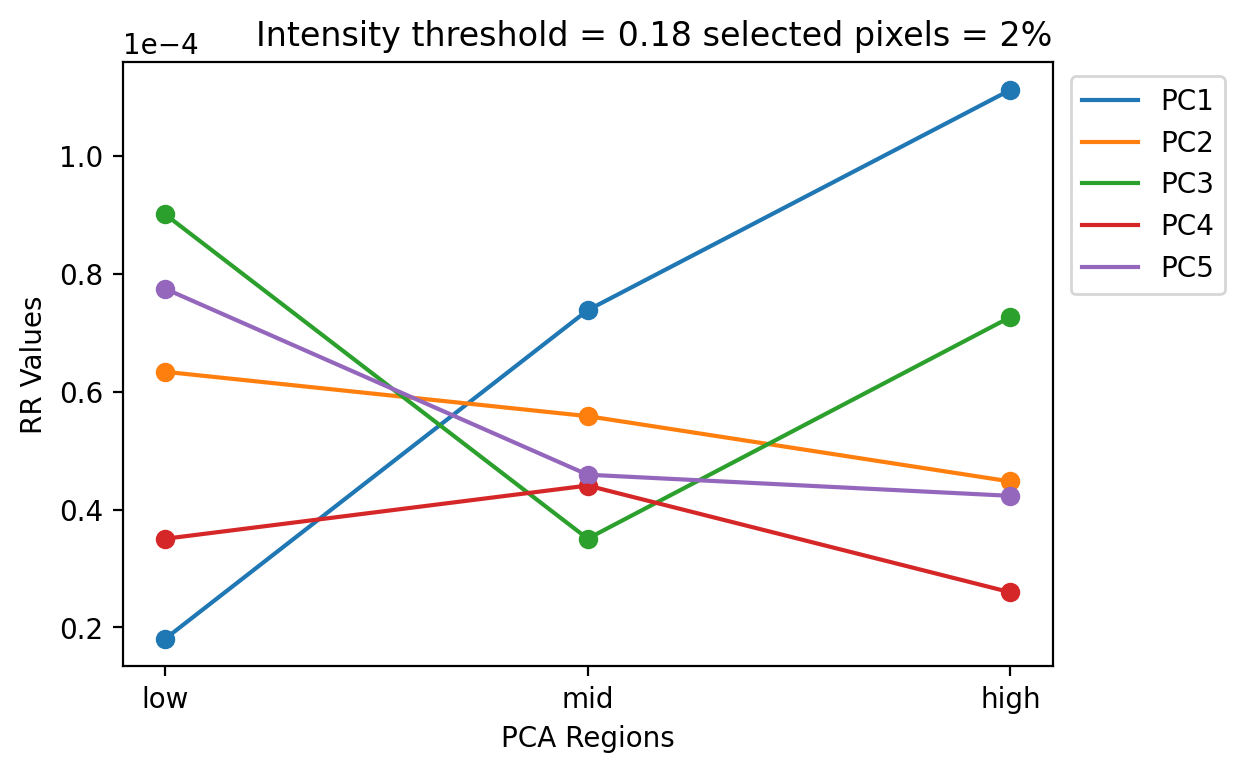 Intensity threshold = 0.18 selected pixels = 2%
1e−4
1.0
0.8
0.6
0.4
0.2
RR Values
low
mid
high
PCA Regions
PC1
PC2
PC3
PC4
PC5